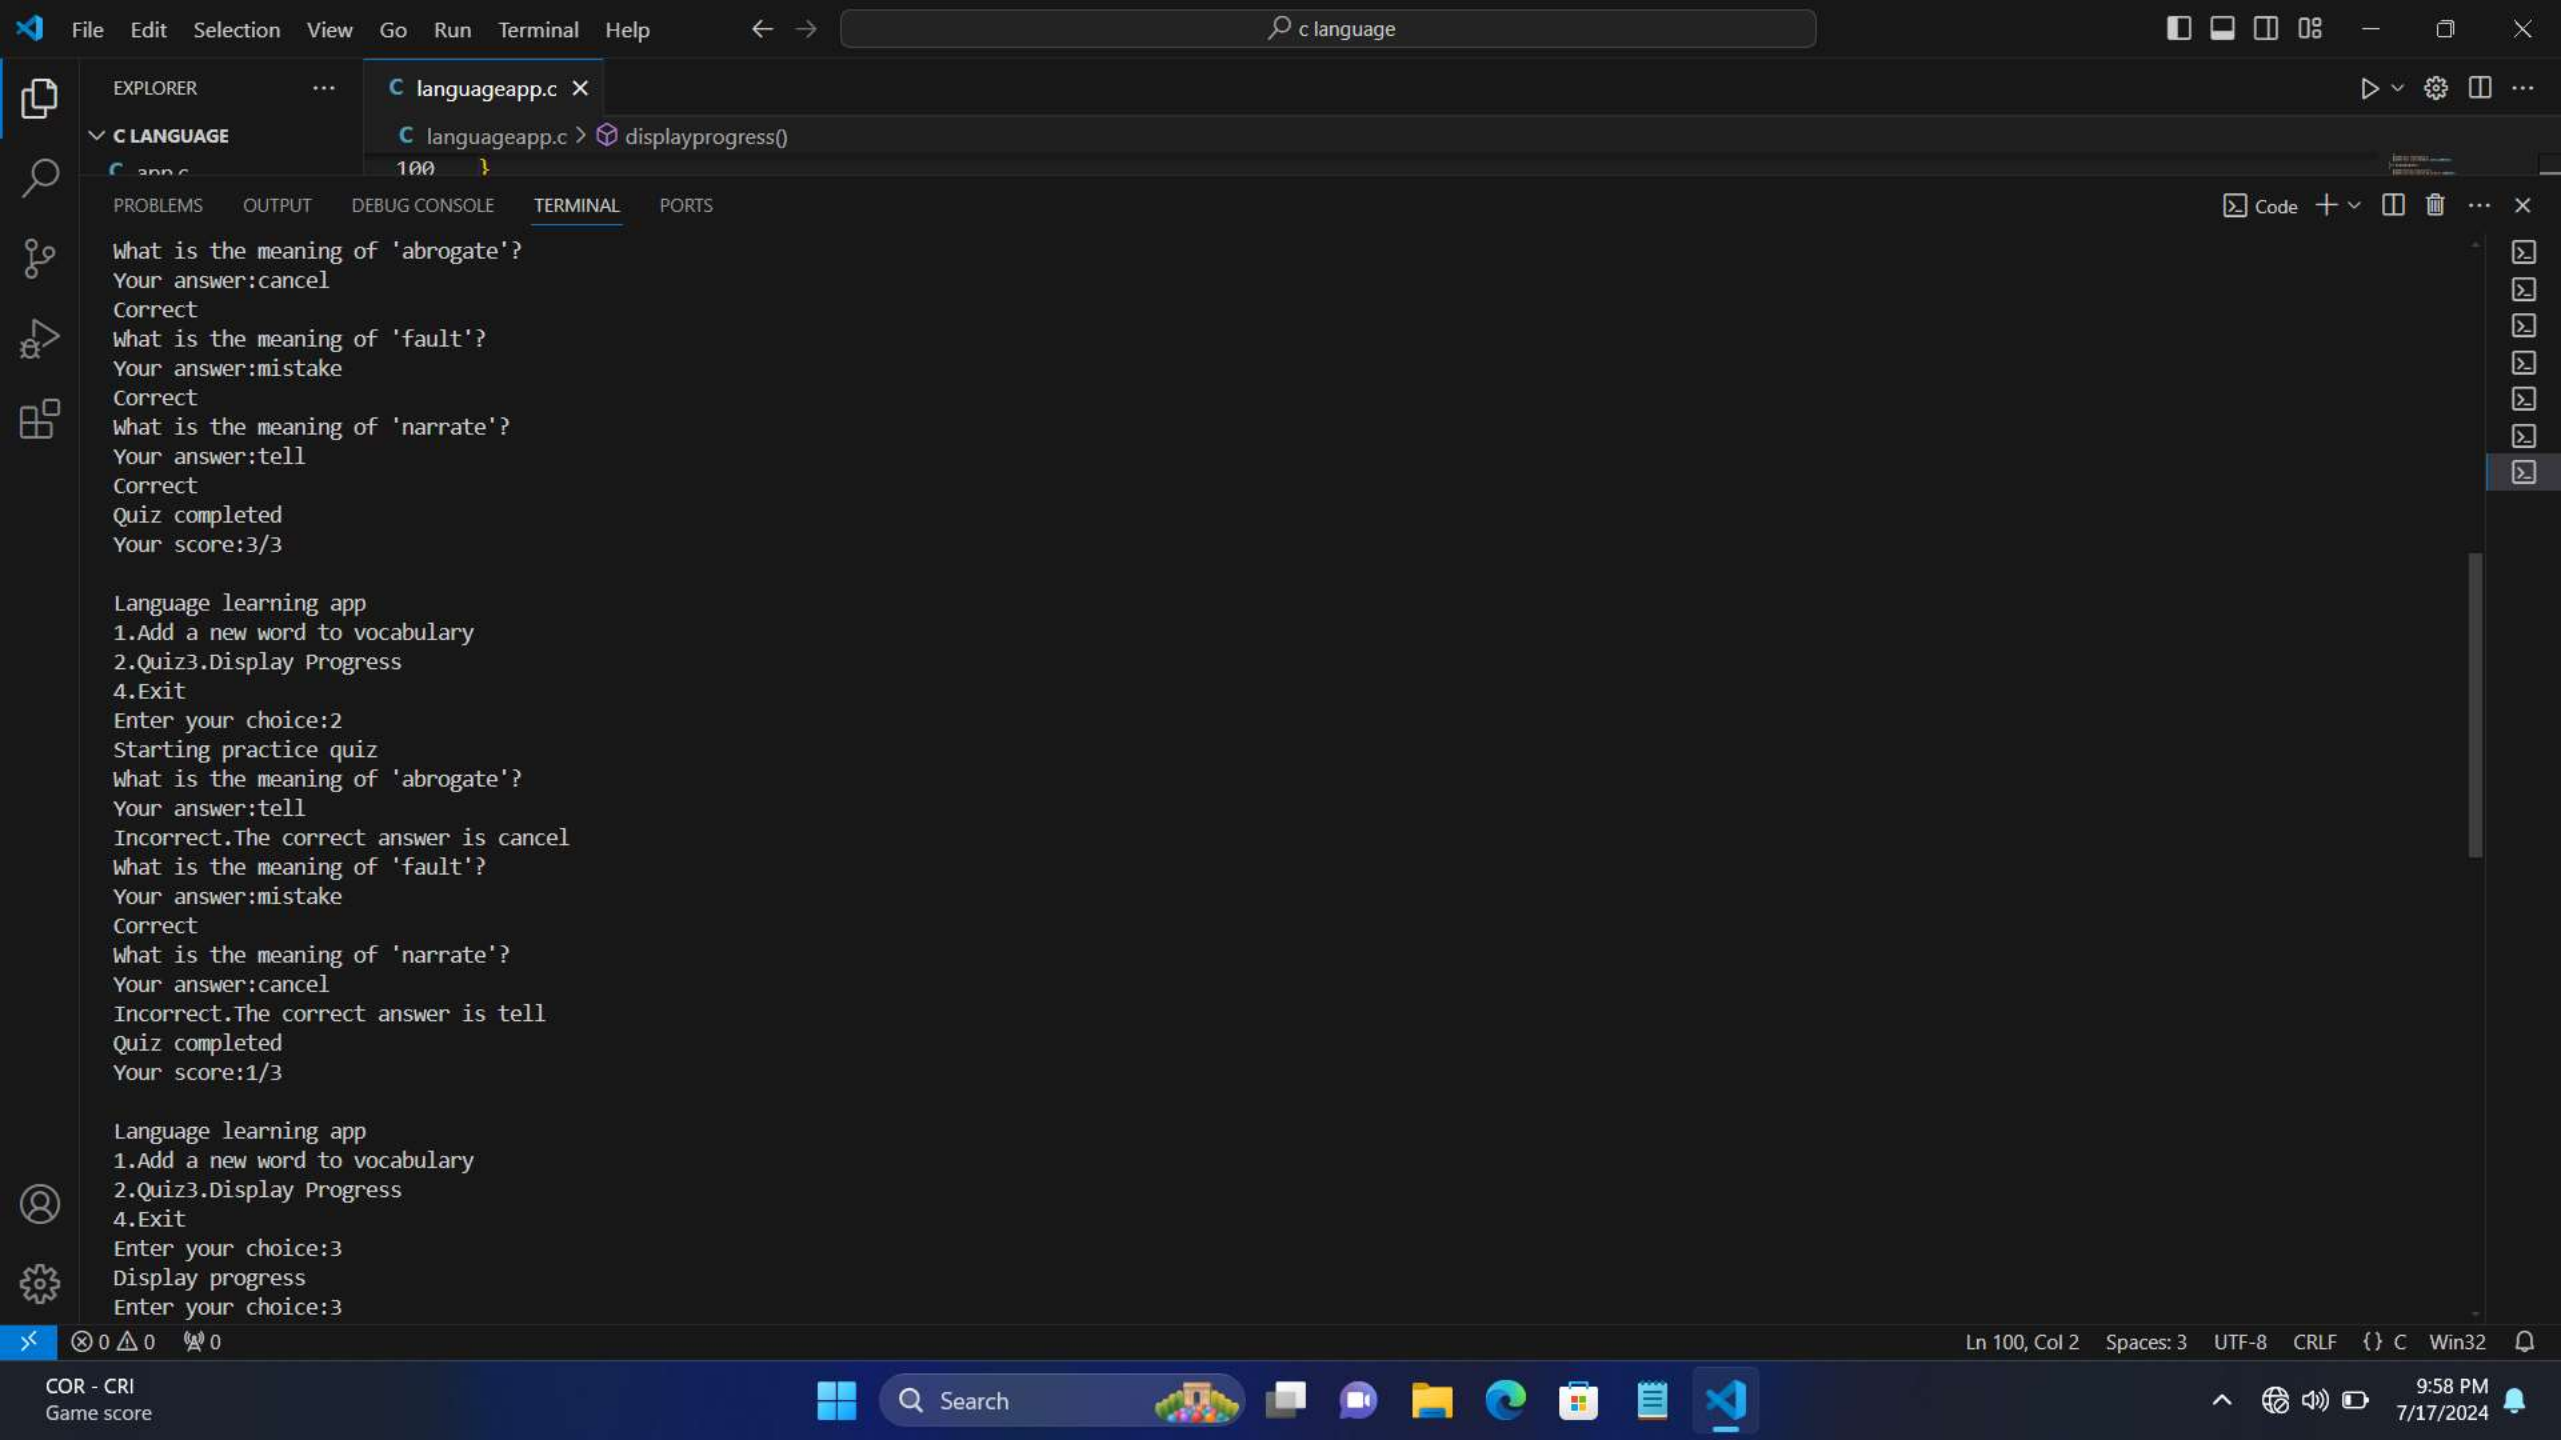 File Edit Selection View Go Run Terminal Help c language
EXPLORER
C languageapp.c
C LANGUAGE
C languageapp.c > displayprogress()
C app.c
100 }
PROBLEMS OUTPUT DEBUG CONSOLE TERMINAL PORTS
Code
What is the meaning of 'abrogate'?
Your answer:cancel
Correct
What is the meaning of 'fault'?
Your answer:mistake
Correct
What is the meaning of 'narrate'?
Your answer:tell
Correct
Quiz completed
Your score:3/3
Language learning app
1.Add a new word to vocabulary
2.Quiz3.Display Progress
4.Exit
Enter your choice:2
Starting practice quiz
What is the meaning of 'abrogate'?
Your answer:tell
Incorrect.The correct answer is cancel
What is the meaning of 'fault'?
Your answer:mistake
Correct
What is the meaning of 'narrate'?
Your answer:cancel
Incorrect.The correct answer is tell
Quiz completed
Your score:1/3
Language learning app
1.Add a new word to vocabulary
2.Quiz3.Display Progress
4.Exit
Enter your choice:3
Display progress
Enter your choice:3
0 0 0 Ln 100, Col 2 Spaces: 3 UTF-8 CRLF {} C Win32
COR - CRI
Game score
Search
9:58 PM
7/17/2024